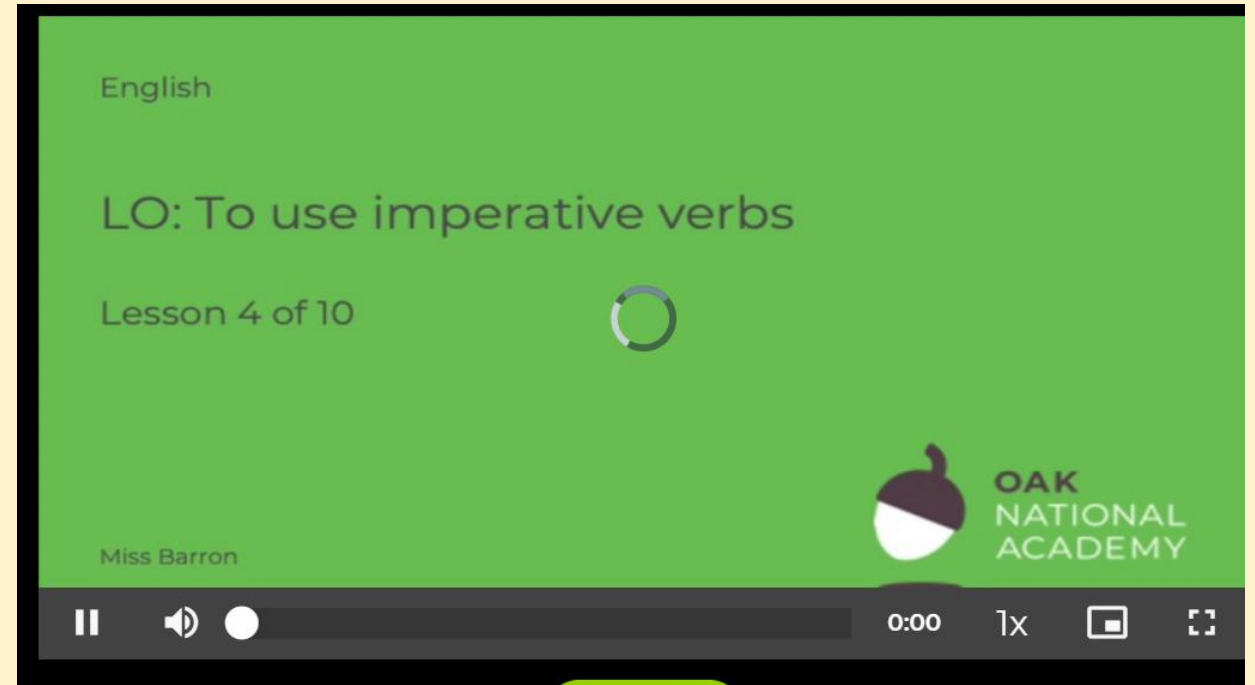 English
LO: To use imperative verbs
Lesson 4 of 10
OAK
NATIONAL
ACADEMY
Miss Barron
0:00 1x